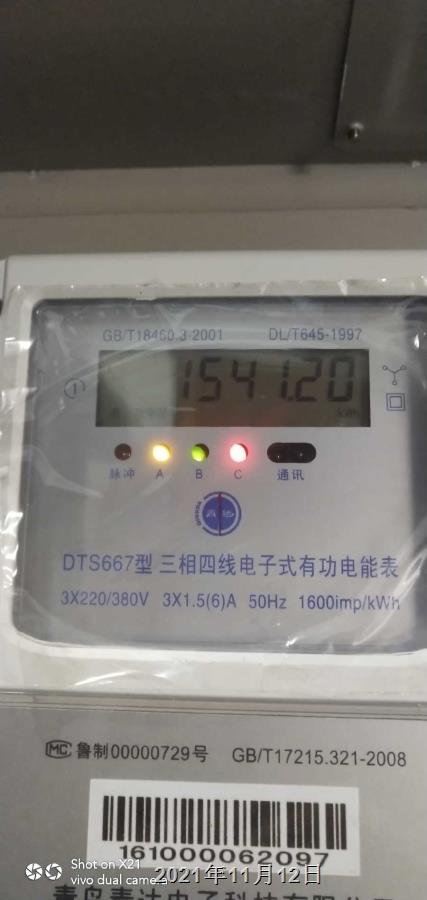 GB/T18460.3-2001 DL/T645-1997
1541.20
kWh
脉冲 A B C 通讯
DTS667型 三相四线电子式有功电能表
3X220/380V 3X1.5(6)A 50Hz 1600imp/kWh
MC 鲁制00000729号 GB/T17215.321-2008
161000062097
Shot on X21
vivo dual camera
2021年11月12日